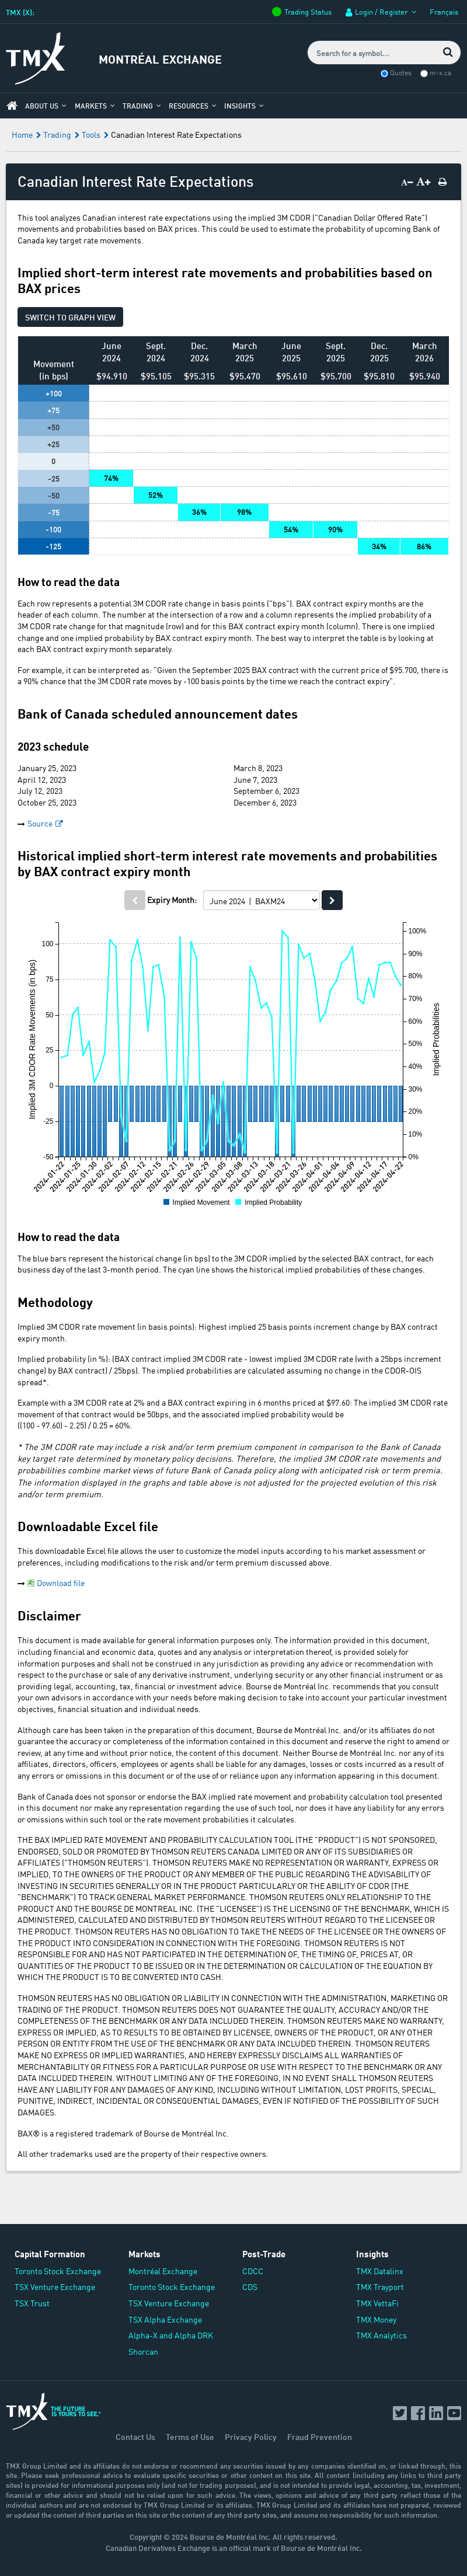 TMX (X):
Trading Status
Login / Register
Français
TMX
MONTRÉAL EXCHANGE
Search for a symbol...
Quotes
m-x.ca
ABOUT US
MARKETS
TRADING
RESOURCES
INSIGHTS
Home
Trading
Tools
Canadian Interest Rate Expectations
Canadian Interest Rate Expectations
A−
A+
This tool analyzes Canadian interest rate expectations using the implied 3M CDOR ("Canadian Dollar Offered Rate")
movements and probabilities based on BAX prices. This could be used to estimate the probability of upcoming Bank of
Canada key target rate movements.
Implied short-term interest rate movements and probabilities based on
BAX prices
SWITCH TO GRAPH VIEW
Movement (in bps)
June 2024 Sept. 2024 Dec. 2024 March 2025 June 2025 Sept. 2025 Dec. 2025 March 2026
$94.910 $95.105 $95.315 $95.470 $95.610 $95.700 $95.810 $95.940
+100
+75
+50
+25
0
-25 74%
-50 52%
-75 36% 98%
-100 54% 90%
-125 34% 86%
How to read the data
Each row represents a potential 3M CDOR rate change in basis points ("bps"). BAX contract expiry months are the
header of each column. The number at the intersection of a row and a column represents the implied probability of a
3M CDOR rate change for that magnitude (row) and for this BAX contract expiry month (column). There is one implied
change and one implied probability by BAX contract expiry month. The best way to interpret the table is by looking at
each BAX contract expiry month separately.
For example, it can be interpreted as: "Given the September 2025 BAX contract with the current price of $95.700, there is
a 90% chance that the 3M CDOR rate moves by -100 basis points by the time we reach the contract expiry".
Bank of Canada scheduled announcement dates
2023 schedule
January 25, 2023
March 8, 2023
April 12, 2023
June 7, 2023
July 12, 2023
September 6, 2023
October 25, 2023
December 6, 2023
Source
Historical implied short-term interest rate movements and probabilities
by BAX contract expiry month
Expiry Month:
June 2024 | BAXM24
Implied 3M CDOR Rate Movements (in bps)
100
75
50
25
0
-25
-50
100%
90%
80%
70%
60%
50%
40%
30%
20%
10%
0%
Implied Probabilities
2024-01-22
2024-01-25
2024-01-30
2024-02-02
2024-02-07
2024-02-12
2024-02-15
2024-02-21
2024-02-26
2024-02-29
2024-03-05
2024-03-08
2024-03-13
2024-03-18
2024-03-21
2024-03-26
2024-04-01
2024-04-04
2024-04-09
2024-04-12
2024-04-17
2024-04-22
Implied Movement
Implied Probability
How to read the data
The blue bars represent the historical change (in bps) to the 3M CDOR implied by the selected BAX contract, for each
business day of the last 3-month period. The cyan line shows the historical implied probabilities of these changes.
Methodology
Implied 3M CDOR rate movement (in basis points): Highest implied 25 basis points increment change by BAX contract
expiry month.
Implied probability (in %): (BAX contract implied 3M CDOR rate - lowest implied 3M CDOR rate (with a 25bps increment
change) by BAX contract) / 25bps). The implied probabilities are calculated assuming no change in the CDOR-OIS
spread*.
Example with a 3M CDOR rate at 2% and a BAX contract expiring in 6 months priced at $97.60: The implied 3M CDOR rate
movement of that contract would be 50bps, and the associated implied probability would be
((100 - 97.60) - 2.25) / 0.25 = 60%.
* The 3M CDOR rate may include a risk and/or term premium component in comparison to the Bank of Canada
key target rate determined by monetary policy decisions. Therefore, the implied 3M CDOR rate movements and
probabilities combine market views of future Bank of Canada policy along with anticipated risk or term premia.
The information displayed in the graph and table above is not adjusted for the projected evolution of this risk
and/or term premium.
Downloadable Excel file
This downloadable Excel file allows the user to customize the model inputs according to his market assessment or
preferences, including modifications to the risk and/or term premium discussed above.
Download file
Disclaimer
This document is made available for general information purposes only. The information provided in this document,
including financial and economic data, quotes and any analysis or interpretation thereof, is provided solely for
information purposes and shall not be construed in any jurisdiction as providing any advice or recommendation with
respect to the purchase or sale of any derivative instrument, underlying security or any other financial instrument or as
providing legal, accounting, tax, financial or investment advice. Bourse de Montréal Inc. recommends that you consult
your own advisors in accordance with your needs before making decision to take into account your particular investment
objectives, financial situation and individual needs.
Although care has been taken in the preparation of this document, Bourse de Montréal Inc. and/or its affiliates do not
guarantee the accuracy or completeness of the information contained in this document and reserve the right to amend or
review, at any time and without prior notice, the content of this document. Neither Bourse de Montréal Inc. nor any of its
affiliates, directors, officers, employees or agents shall be liable for any damages, losses or costs incurred as a result of
any errors or omissions in this document or of the use of or reliance upon any information appearing in this document.
Bank of Canada does not sponsor or endorse the BAX implied rate movement and probability calculation tool presented
in this document nor make any representation regarding the use of such tool, nor does it have any liability for any errors
or omissions within such tool or the rate movement probabilities it calculates.
THE BAX IMPLIED RATE MOVEMENT AND PROBABILITY CALCULATION TOOL (THE "PRODUCT") IS NOT SPONSORED,
ENDORSED, SOLD OR PROMOTED BY THOMSON REUTERS CANADA LIMITED OR ANY OF ITS SUBSIDIARIES OR
AFFILIATES ("THOMSON REUTERS"). THOMSON REUTERS MAKE NO REPRESENTATION OR WARRANTY, EXPRESS OR
IMPLIED, TO THE OWNERS OF THE PRODUCT OR ANY MEMBER OF THE PUBLIC REGARDING THE ADVISABILITY OF
INVESTING IN SECURITIES GENERALLY OR IN THE PRODUCT PARTICULARLY OR THE ABILITY OF CDOR (THE
"BENCHMARK") TO TRACK GENERAL MARKET PERFORMANCE. THOMSON REUTERS ONLY RELATIONSHIP TO THE
PRODUCT AND THE BOURSE DE MONTREAL INC. (THE "LICENSEE") IS THE LICENSING OF THE BENCHMARK, WHICH IS
ADMINISTERED, CALCULATED AND DISTRIBUTED BY THOMSON REUTERS WITHOUT REGARD TO THE LICENSEE OR
THE PRODUCT. THOMSON REUTERS HAS NO OBLIGATION TO TAKE THE NEEDS OF THE LICENSEE OR THE OWNERS OF
THE PRODUCT INTO CONSIDERATION IN CONNECTION WITH THE FOREGOING. THOMSON REUTERS IS NOT
RESPONSIBLE FOR AND HAS NOT PARTICIPATED IN THE DETERMINATION OF, THE TIMING OF, PRICES AT, OR
QUANTITIES OF THE PRODUCT TO BE ISSUED OR IN THE DETERMINATION OR CALCULATION OF THE EQUATION BY
WHICH THE PRODUCT IS TO BE CONVERTED INTO CASH.
THOMSON REUTERS HAS NO OBLIGATION OR LIABILITY IN CONNECTION WITH THE ADMINISTRATION, MARKETING OR
TRADING OF THE PRODUCT. THOMSON REUTERS DOES NOT GUARANTEE THE QUALITY, ACCURACY AND/OR THE
COMPLETENESS OF THE BENCHMARK OR ANY DATA INCLUDED THEREIN. THOMSON REUTERS MAKE NO WARRANTY,
EXPRESS OR IMPLIED, AS TO RESULTS TO BE OBTAINED BY LICENSEE, OWNERS OF THE PRODUCT, OR ANY OTHER
PERSON OR ENTITY FROM THE USE OF THE BENCHMARK OR ANY DATA INCLUDED THEREIN. THOMSON REUTERS
MAKE NO EXPRESS OR IMPLIED WARRANTIES, AND HEREBY EXPRESSLY DISCLAIMS ALL WARRANTIES OF
MERCHANTABILITY OR FITNESS FOR A PARTICULAR PURPOSE OR USE WITH RESPECT TO THE BENCHMARK OR ANY
DATA INCLUDED THEREIN. WITHOUT LIMITING ANY OF THE FOREGOING, IN NO EVENT SHALL THOMSON REUTERS
HAVE ANY LIABILITY FOR ANY DAMAGES OF ANY KIND, INCLUDING WITHOUT LIMITATION, LOST PROFITS, SPECIAL,
PUNITIVE, INDIRECT, INCIDENTAL OR CONSEQUENTIAL DAMAGES, EVEN IF NOTIFIED OF THE POSSIBILITY OF SUCH
DAMAGES.
BAX® is a registered trademark of Bourse de Montréal Inc.
All other trademarks used are the property of their respective owners.
Capital Formation
Toronto Stock Exchange
TSX Venture Exchange
TSX Trust
Markets
Montréal Exchange
Toronto Stock Exchange
TSX Venture Exchange
TSX Alpha Exchange
Alpha-X and Alpha DRK
Shorcan
Post-Trade
CDCC
CDS
Insights
TMX Datalinx
TMX Trayport
TMX VettaFi
TMX Money
TMX Analytics
TMX
THE FUTURE
IS YOURS TO SEE.®
Contact Us
Terms of Use
Privacy Policy
Fraud Prevention
TMX Group Limited and its affiliates do not endorse or recommend any securities issued by any companies identified on, or linked through, this
site. Please seek professional advice to evaluate specific securities or other content on this site. All content (including any links to third party
sites) is provided for informational purposes only (and not for trading purposes), and is not intended to provide legal, accounting, tax, investment,
financial or other advice and should not be relied upon for such advice. The views, opinions and advice of any third party reflect those of the
individual authors and are not endorsed by TMX Group Limited or its affiliates. TMX Group Limited and its affiliates have not prepared, reviewed
or updated the content of third parties on this site or the content of any third party sites, and assume no responsibility for such information.
Copyright © 2024 Bourse de Montréal Inc. All rights reserved.
Canadian Derivatives Exchange is an official mark of Bourse de Montréal Inc.